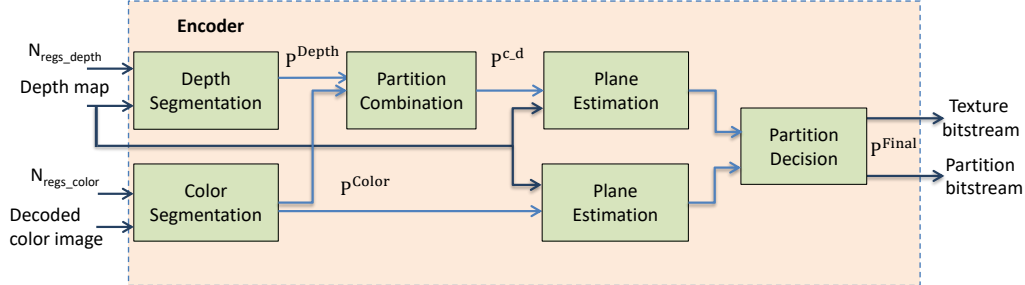 Encoder
N_regs_depth
Depth map
Depth
Segmentation
P^Depth
Partition
Combination
P^c_d
Plane
Estimation
Partition
Decision
P^Final
Texture
bitstream
Partition
bitstream
N_regs_color
Decoded
color image
Color
Segmentation
P^Color
Plane
Estimation